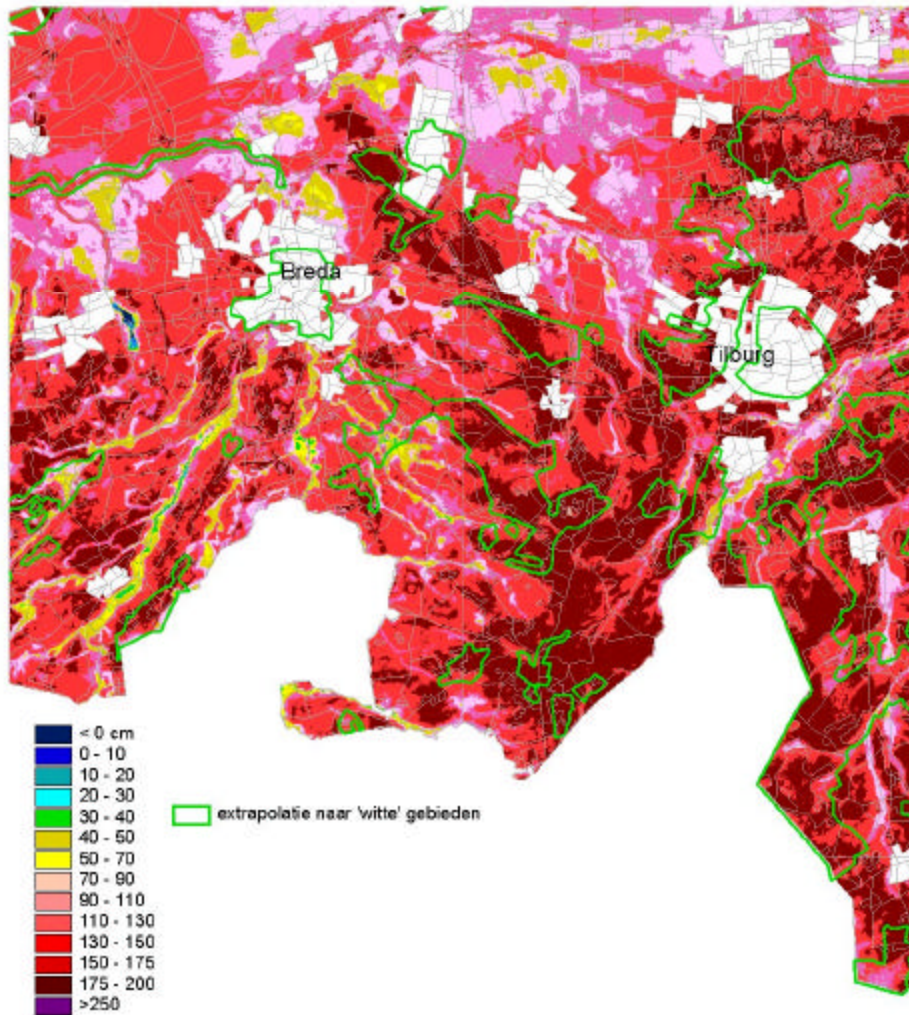 Breda
Tilburg
< 0 cm
0 - 10
10 - 20
20 - 30
30 - 40
40 - 50
50 - 70
70 - 90
90 - 110
110 - 130
130 - 150
150 - 175
175 - 200
>250
extrapolatie naar 'witte' gebieden